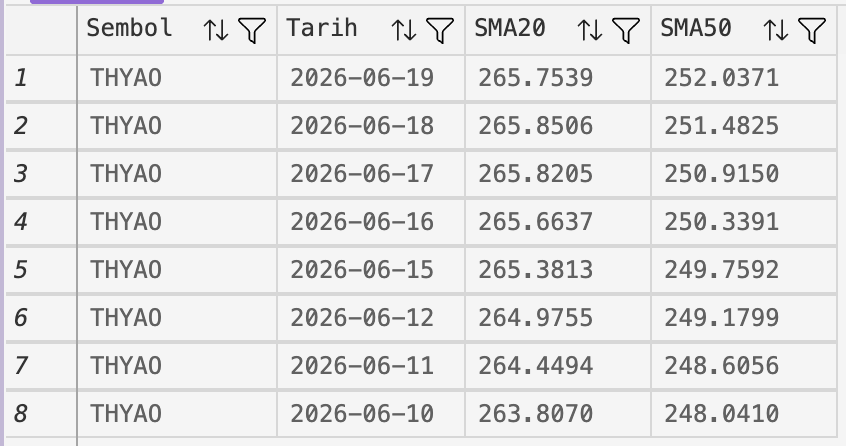 Sembol Tarih SMA20 SMA50
1 THYAO 2026-06-19 265.7539 252.0371
2 THYAO 2026-06-18 265.8506 251.4825
3 THYAO 2026-06-17 265.8205 250.9150
4 THYAO 2026-06-16 265.6637 250.3391
5 THYAO 2026-06-15 265.3813 249.7592
6 THYAO 2026-06-12 264.9755 249.1799
7 THYAO 2026-06-11 264.4494 248.6056
8 THYAO 2026-06-10 263.8070 248.0410